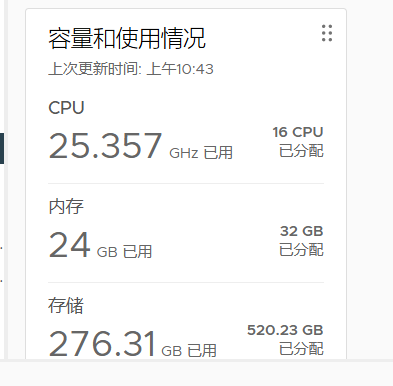 容量和使用情况
上次更新时间: 上午10:43
CPU
25.357 GHz 已用
16 CPU
已分配
内存
24 GB 已用
32 GB
已分配
存储
276.31 GB 已用
520.23 GB
已分配